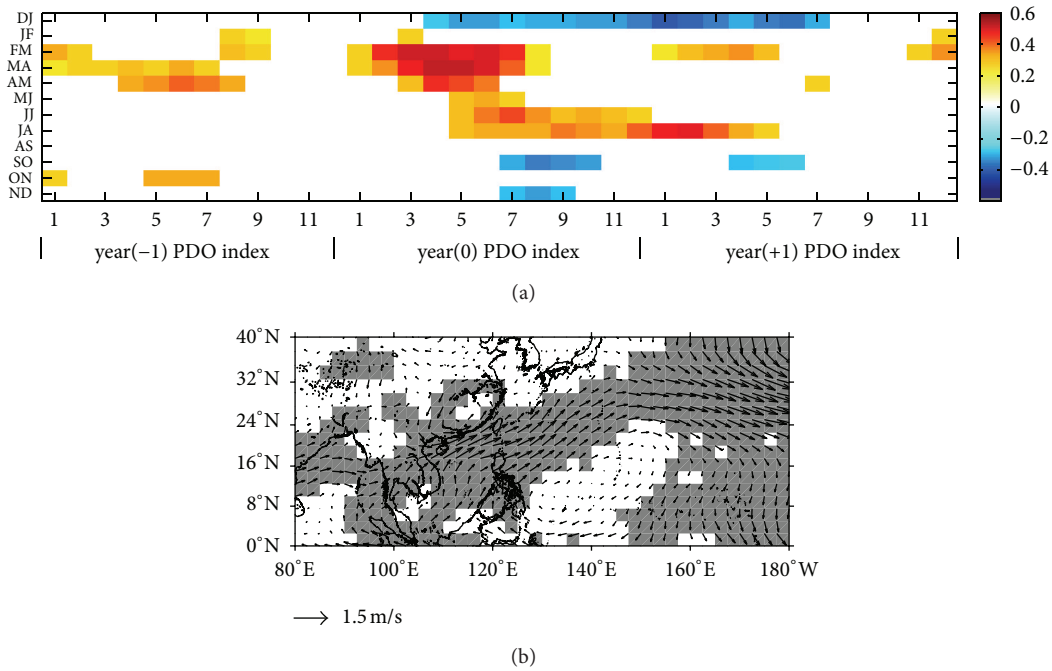 DJ
JF
FM
MA
AM
MJ
JJ
JA
AS
SO
ON
ND
0.6
0.4
0.2
0
−0.4
1 3 5 7 9 11 1 3 5 7 9 11 1 3 5 7 9 11
year(−1) PDO index year(0) PDO index year(+1) PDO index
(a)
40°N
32°N
24°N
16°N
8°N
0°N
80°E 100°E 120°E 140°E 160°E 180°W
1.5 m/s
(b)